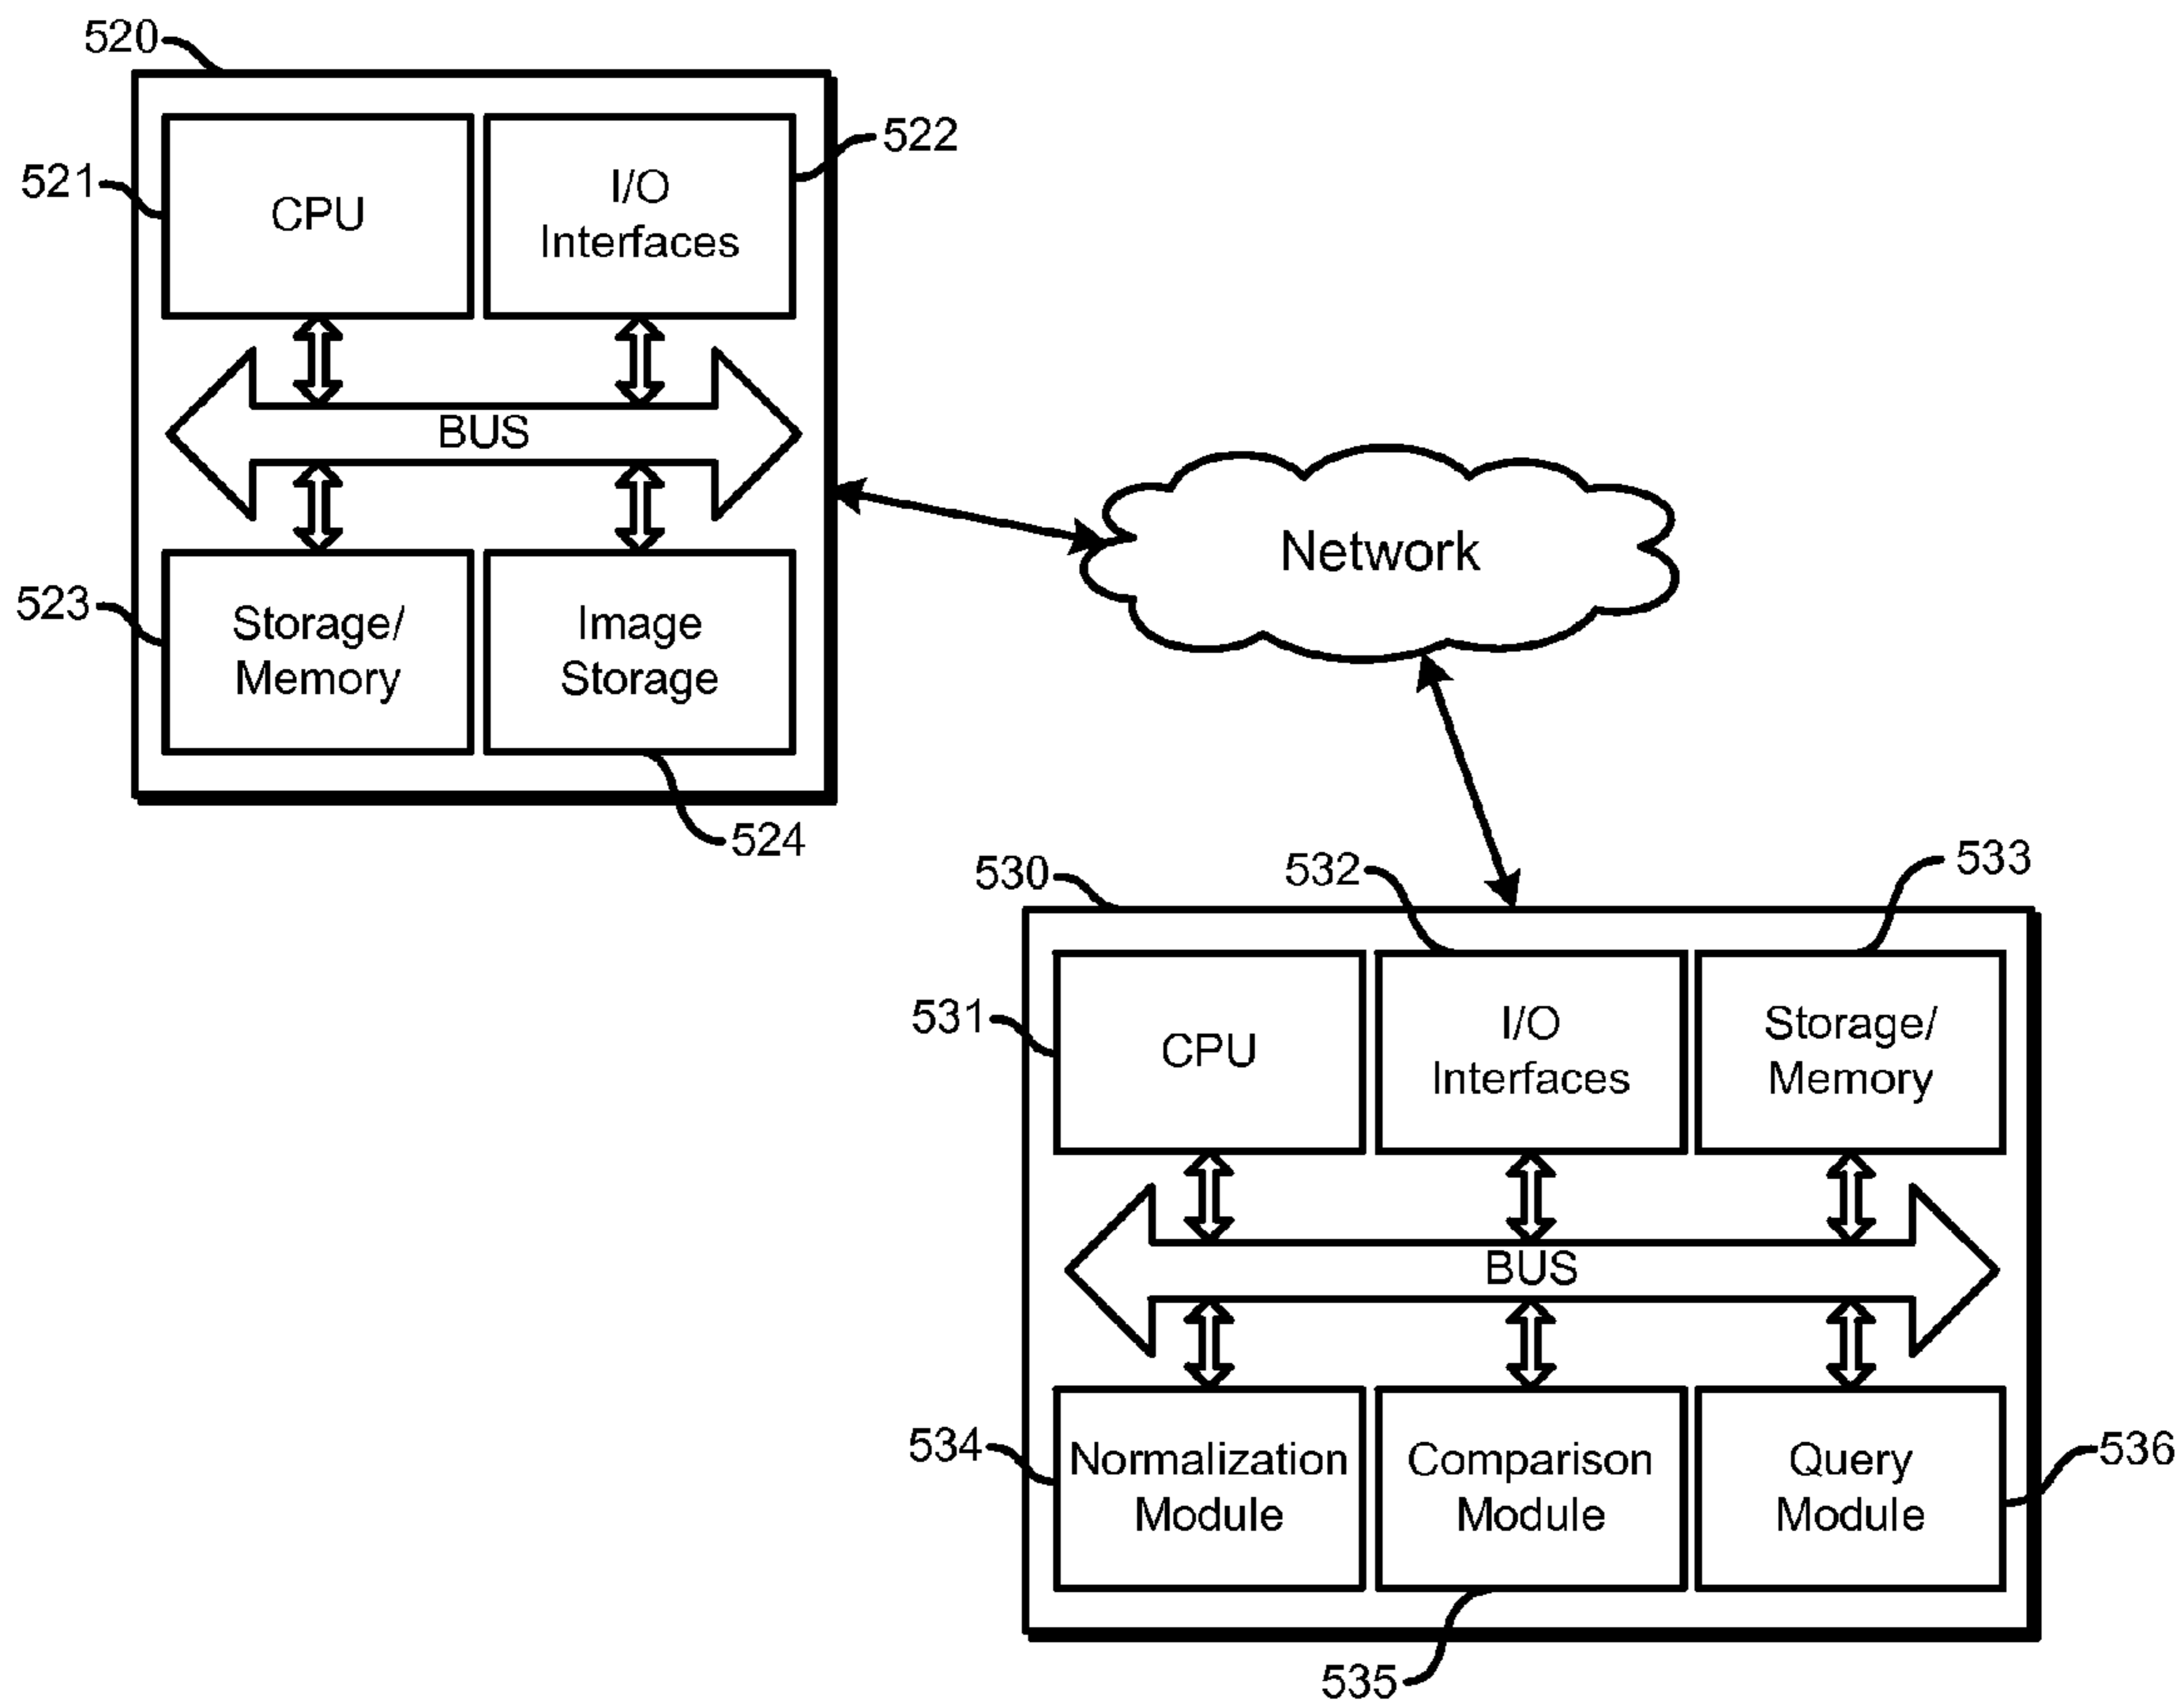 520
521
CPU
I/O
Interfaces
522
BUS
523
Storage/
Memory
Image
Storage
524
Network
530
532
533
531
CPU
I/O
Interfaces
Storage/
Memory
BUS
534
Normalization
Module
Comparison
Module
Query
Module
536
535